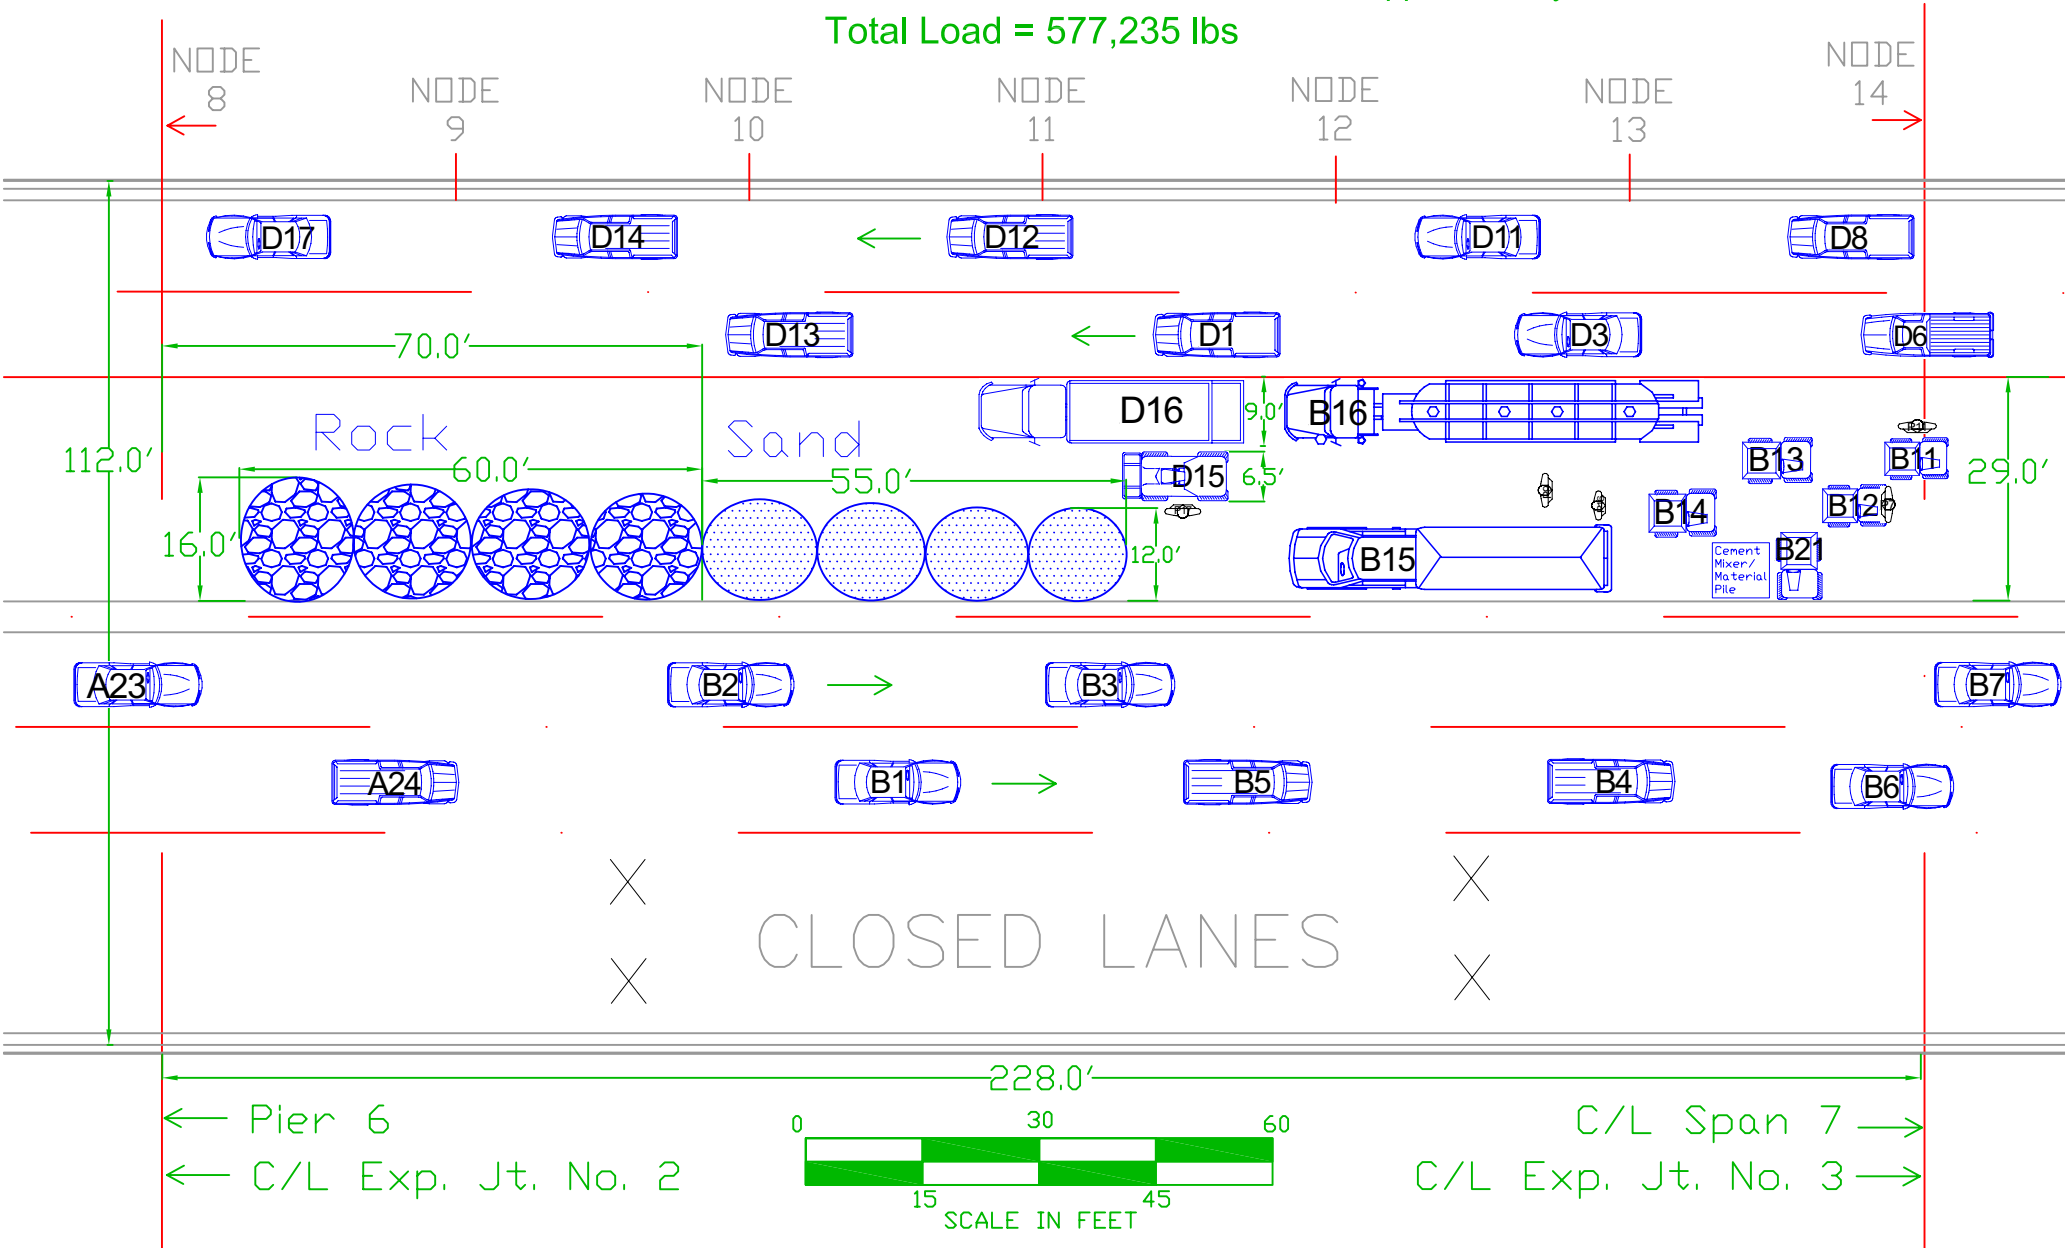 Total Load = 577,235 lbs
NODE
8
NODE
9
NODE
10
NODE
11
NODE
12
NODE
13
NODE
14
D17
D14
D12
D11
D8
D13
D1
D3
D6
70.0'
Rock
Sand
D16
9.0'
B16
112.0'
60.0'
55.0'
D15
6.5'
B13
B11
29.0'
B14
B12
16.0'
12.0'
B15
B21
Cement
Mixer/
Material
Pile
A23
B2
B3
B7
A24
B1
B5
B4
B6
CLOSED LANES
228.0'
Pier 6
C/L Span 7
C/L Exp. Jt. No. 2
C/L Exp. Jt. No. 3
0 30 60
15 45
SCALE IN FEET